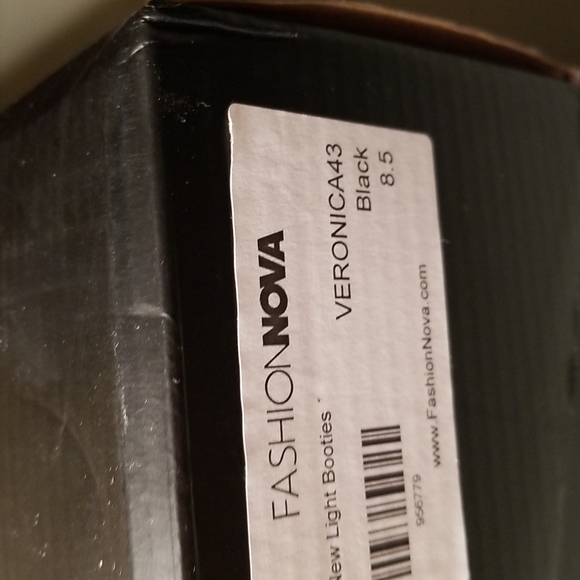 FASHIONNOVA
VERONICA43
Black
8.5
Light Booties
956779
www.FashionNova.com